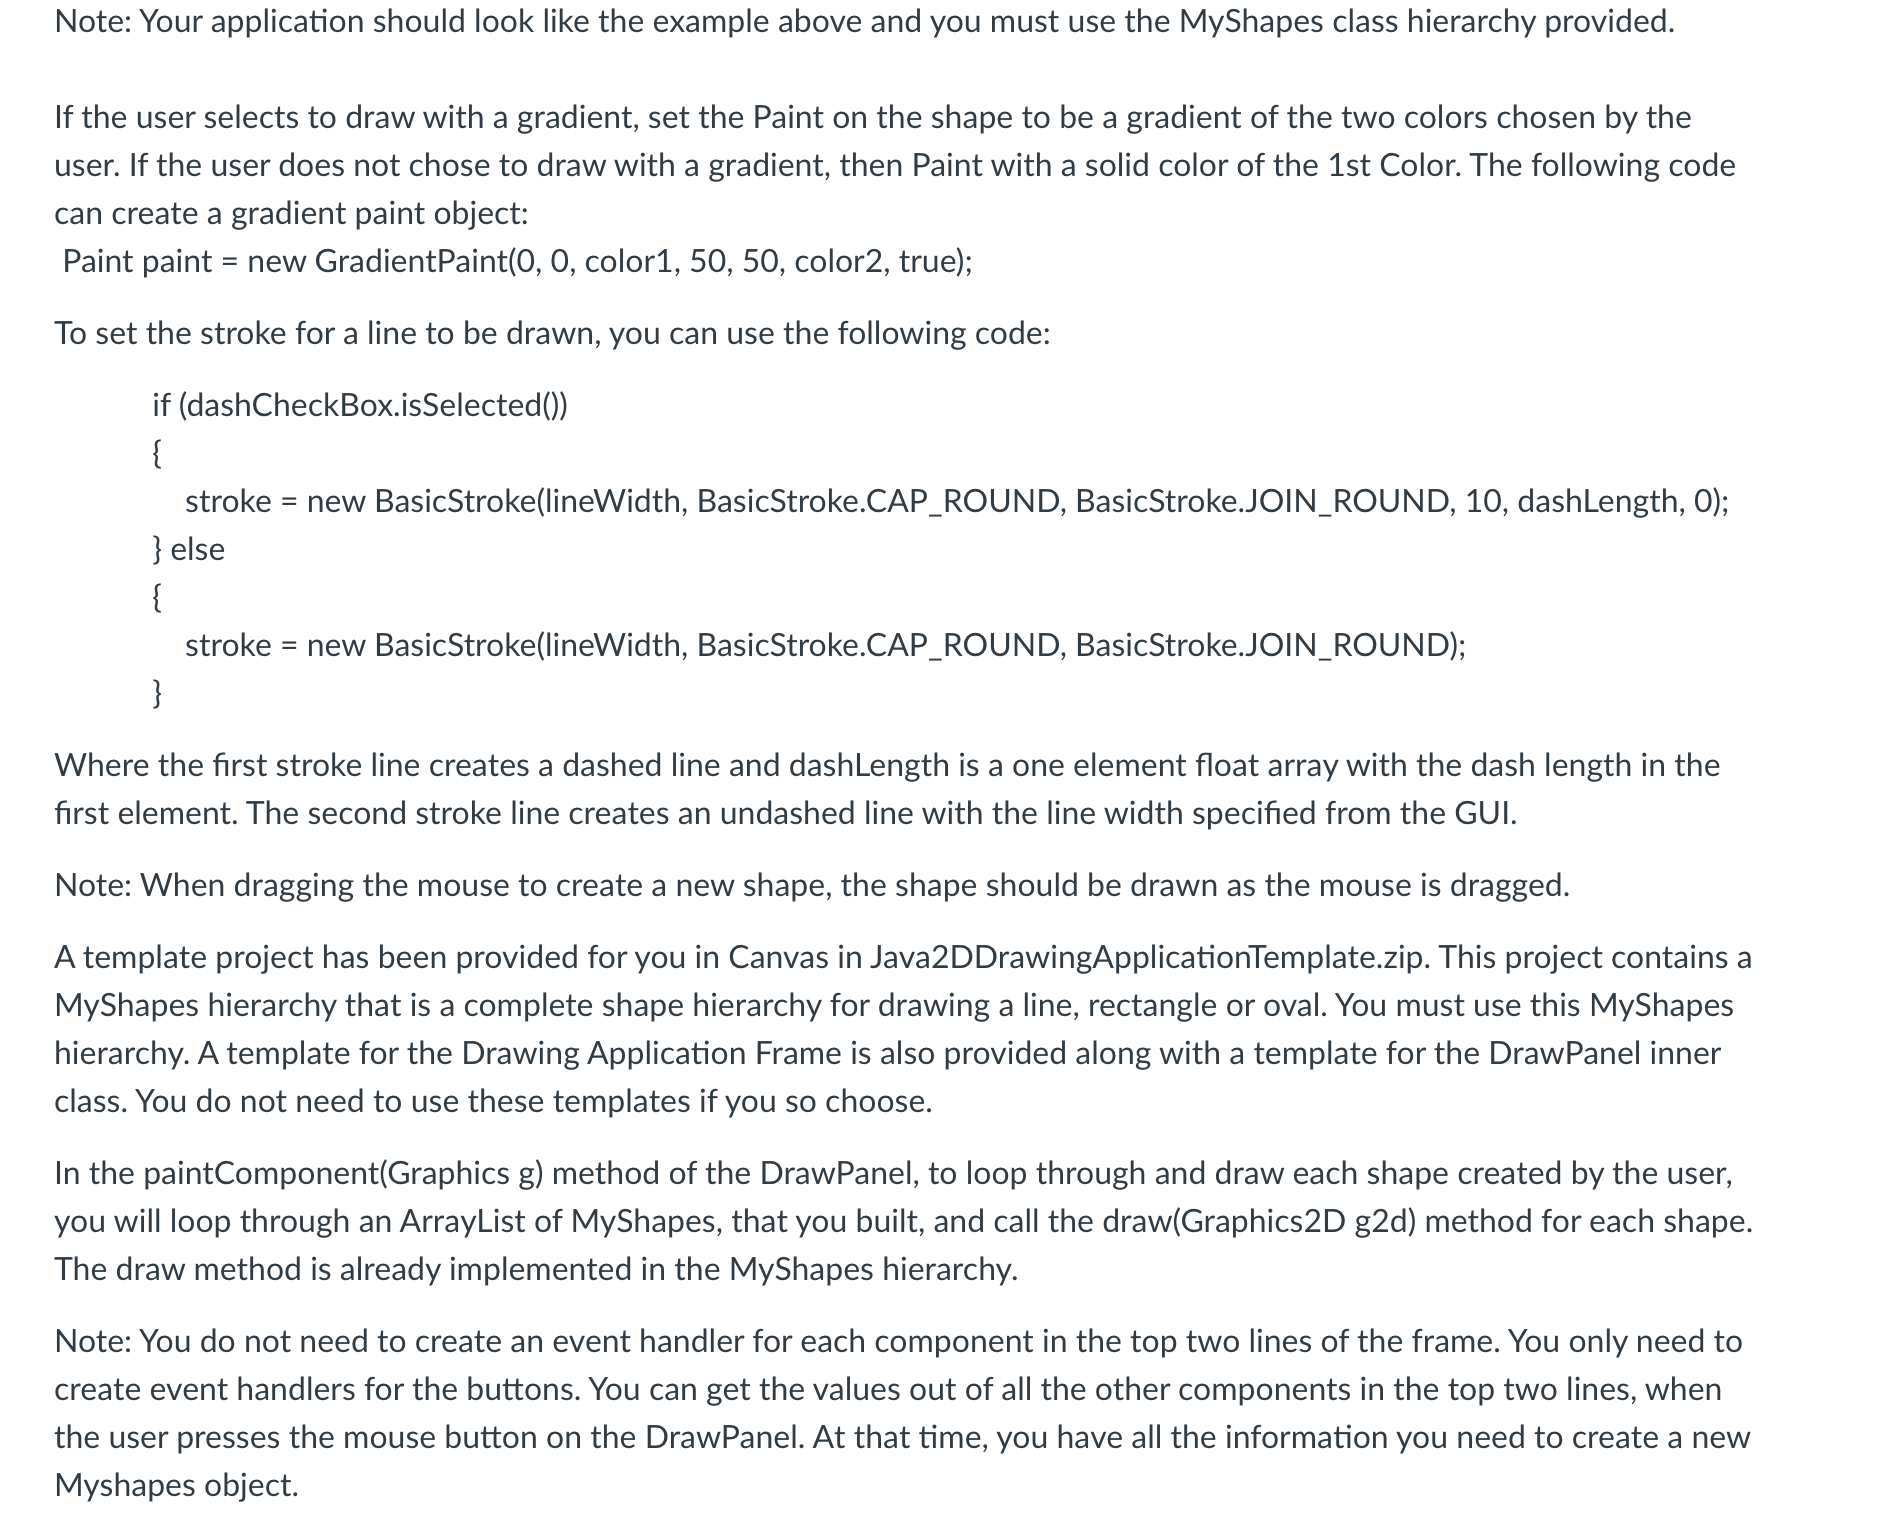 Note: Your application should look like the example above and you must use the MyShapes class hierarchy provided.
If the user selects to draw with a gradient, set the Paint on the shape to be a gradient of the two colors chosen by the
user. If the user does not chose to draw with a gradient, then Paint with a solid color of the 1st Color. The following code
can create a gradient paint object:
Paint paint = new GradientPaint(0, 0, color1, 50, 50, color2, true);
To set the stroke for a line to be drawn, you can use the following code:
if (dashCheckBox.isSelected())
{
stroke = new BasicStroke(lineWidth, BasicStroke.CAP_ROUND, BasicStroke.JOIN_ROUND, 10, dashLength, 0);
} else
{
stroke = new BasicStroke(lineWidth, BasicStroke.CAP_ROUND, BasicStroke.JOIN_ROUND);
}
Where the first stroke line creates a dashed line and dashLength is a one element float array with the dash length in the
first element. The second stroke line creates an undashed line with the line width specified from the GUI.
Note: When dragging the mouse to create a new shape, the shape should be drawn as the mouse is dragged.
A template project has been provided for you in Canvas in Java2DDrawingApplicationTemplate.zip. This project contains a
MyShapes hierarchy that is a complete shape hierarchy for drawing a line, rectangle or oval. You must use this MyShapes
hierarchy. A template for the Drawing Application Frame is also provided along with a template for the DrawPanel inner
class. You do not need to use these templates if you so choose.
In the paintComponent(Graphics g) method of the DrawPanel, to loop through and draw each shape created by the user,
you will loop through an ArrayList of MyShapes, that you built, and call the draw(Graphics2D g2d) method for each shape.
The draw method is already implemented in the MyShapes hierarchy.
Note: You do not need to create an event handler for each component in the top two lines of the frame. You only need to
create event handlers for the buttons. You can get the values out of all the other components in the top two lines, when
the user presses the mouse button on the DrawPanel. At that time, you have all the information you need to create a new
Myshapes object.